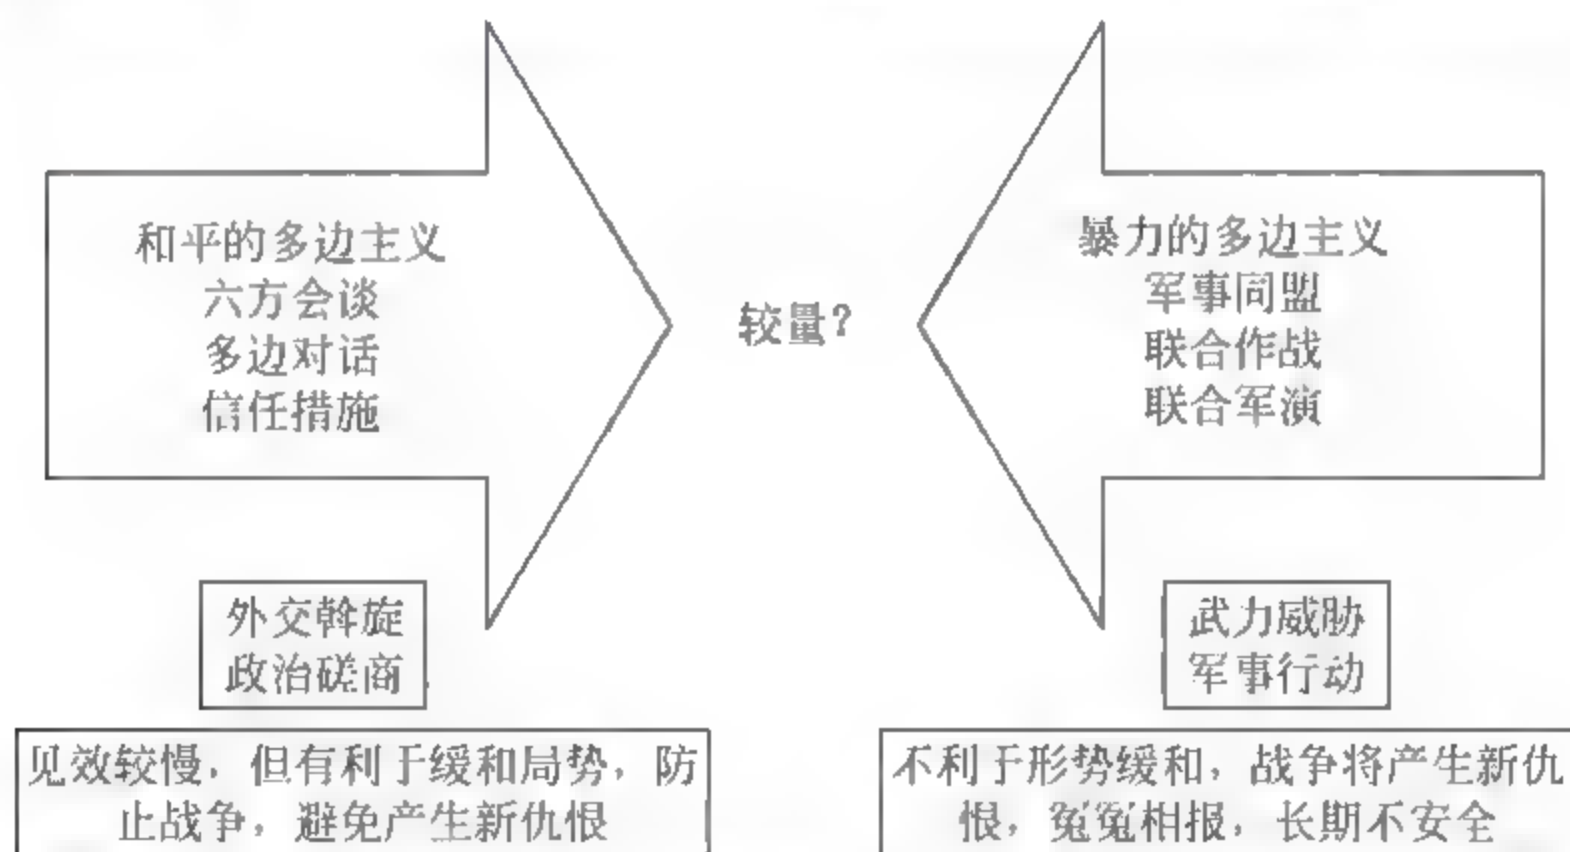 和平的多边主义
六方会谈
多边对话
信任措施
较量？
暴力的多边主义
军事同盟
联合作战
联合军演
外交斡旋
政治磋商
武力威胁
军事行动
见效较慢，但有利于缓和局势，防
止战争，避免产生新仇恨
不利于形势缓和，战争将产生新仇
恨，冤冤相报，长期不安全